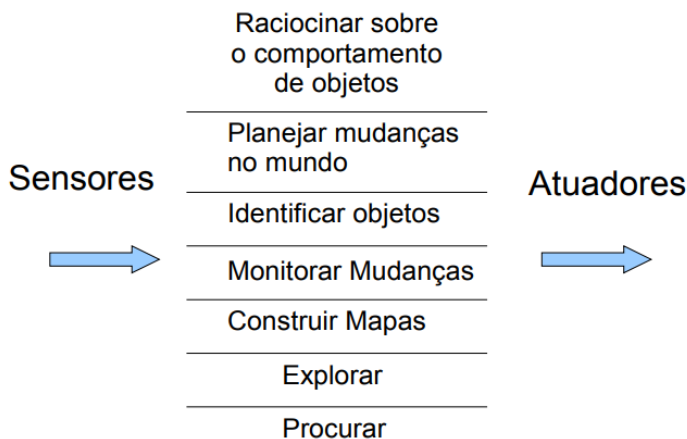 Raciocinar sobre
o comportamento
de objetos
Planejar mudanças
no mundo
Sensores
Atuadores
Identificar objetos
Monitorar Mudanças
Construir Mapas
Explorar
Procurar